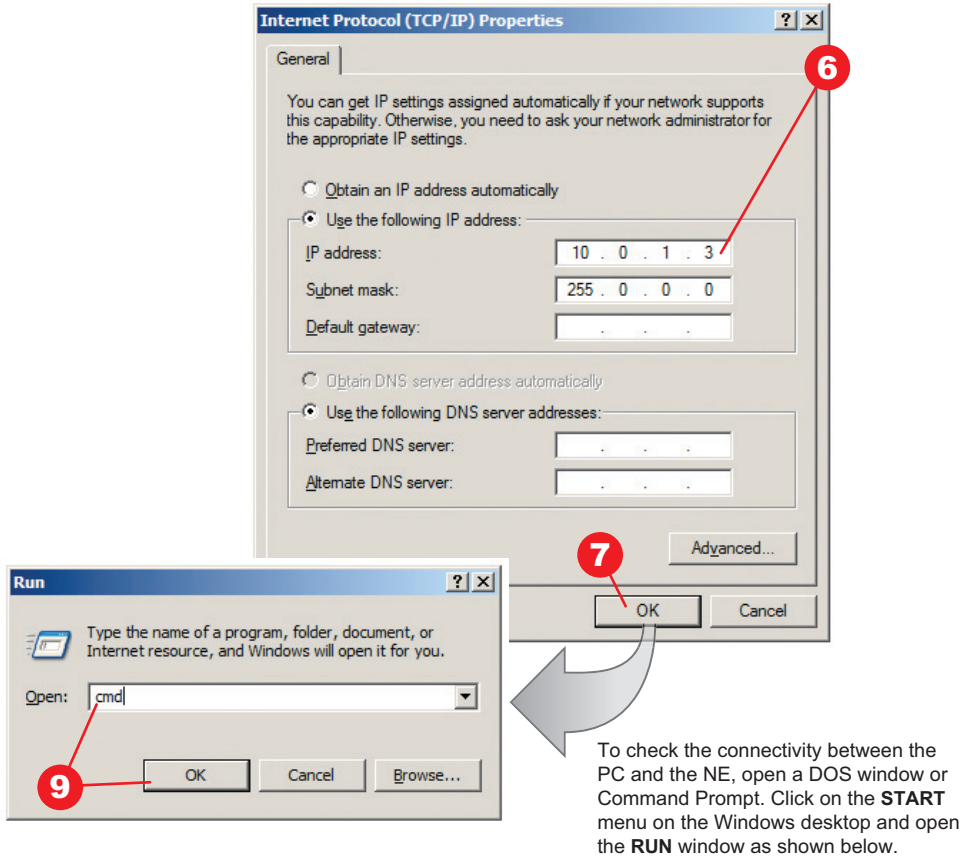 Internet Protocol (TCP/IP) Properties
General
6
You can get IP settings assigned automatically if your network supports
this capability. Otherwise, you need to ask your network administrator for
the appropriate IP settings.
Obtain an IP address automatically
Use the following IP address:
IP address: 10 . 0 . 1 . 3
Subnet mask: 255 . 0 . 0 . 0
Default gateway: . . .
Obtain DNS server address automatically
Use the following DNS server addresses:
Preferred DNS server: . . .
Alternate DNS server: . . .
Advanced...
7
OK Cancel
Run
Type the name of a program, folder, document, or
Internet resource, and Windows will open it for you.
Open: cmd
9
OK Cancel Browse...
To check the connectivity between the
PC and the NE, open a DOS window or
Command Prompt. Click on the START
menu on the Windows desktop and open
the RUN window as shown below.